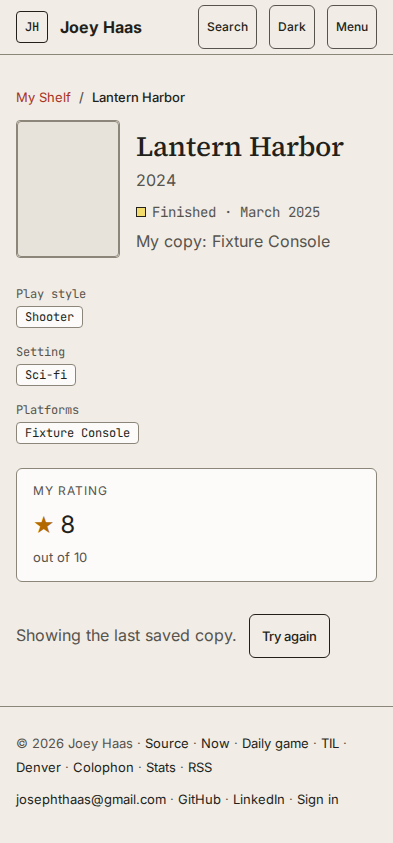 JH Joey Haas Search Dark Menu
My Shelf / Lantern Harbor
Lantern Harbor
2024
Finished · March 2025
My copy: Fixture Console
Play style
Shooter
Setting
Sci-fi
Platforms
Fixture Console
MY RATING
★ 8
out of 10
Showing the last saved copy. Try again
© 2026 Joey Haas · Source · Now · Daily game · TIL ·
Denver · Colophon · Stats · RSS
josephthaas@gmail.com · GitHub · LinkedIn · Sign in